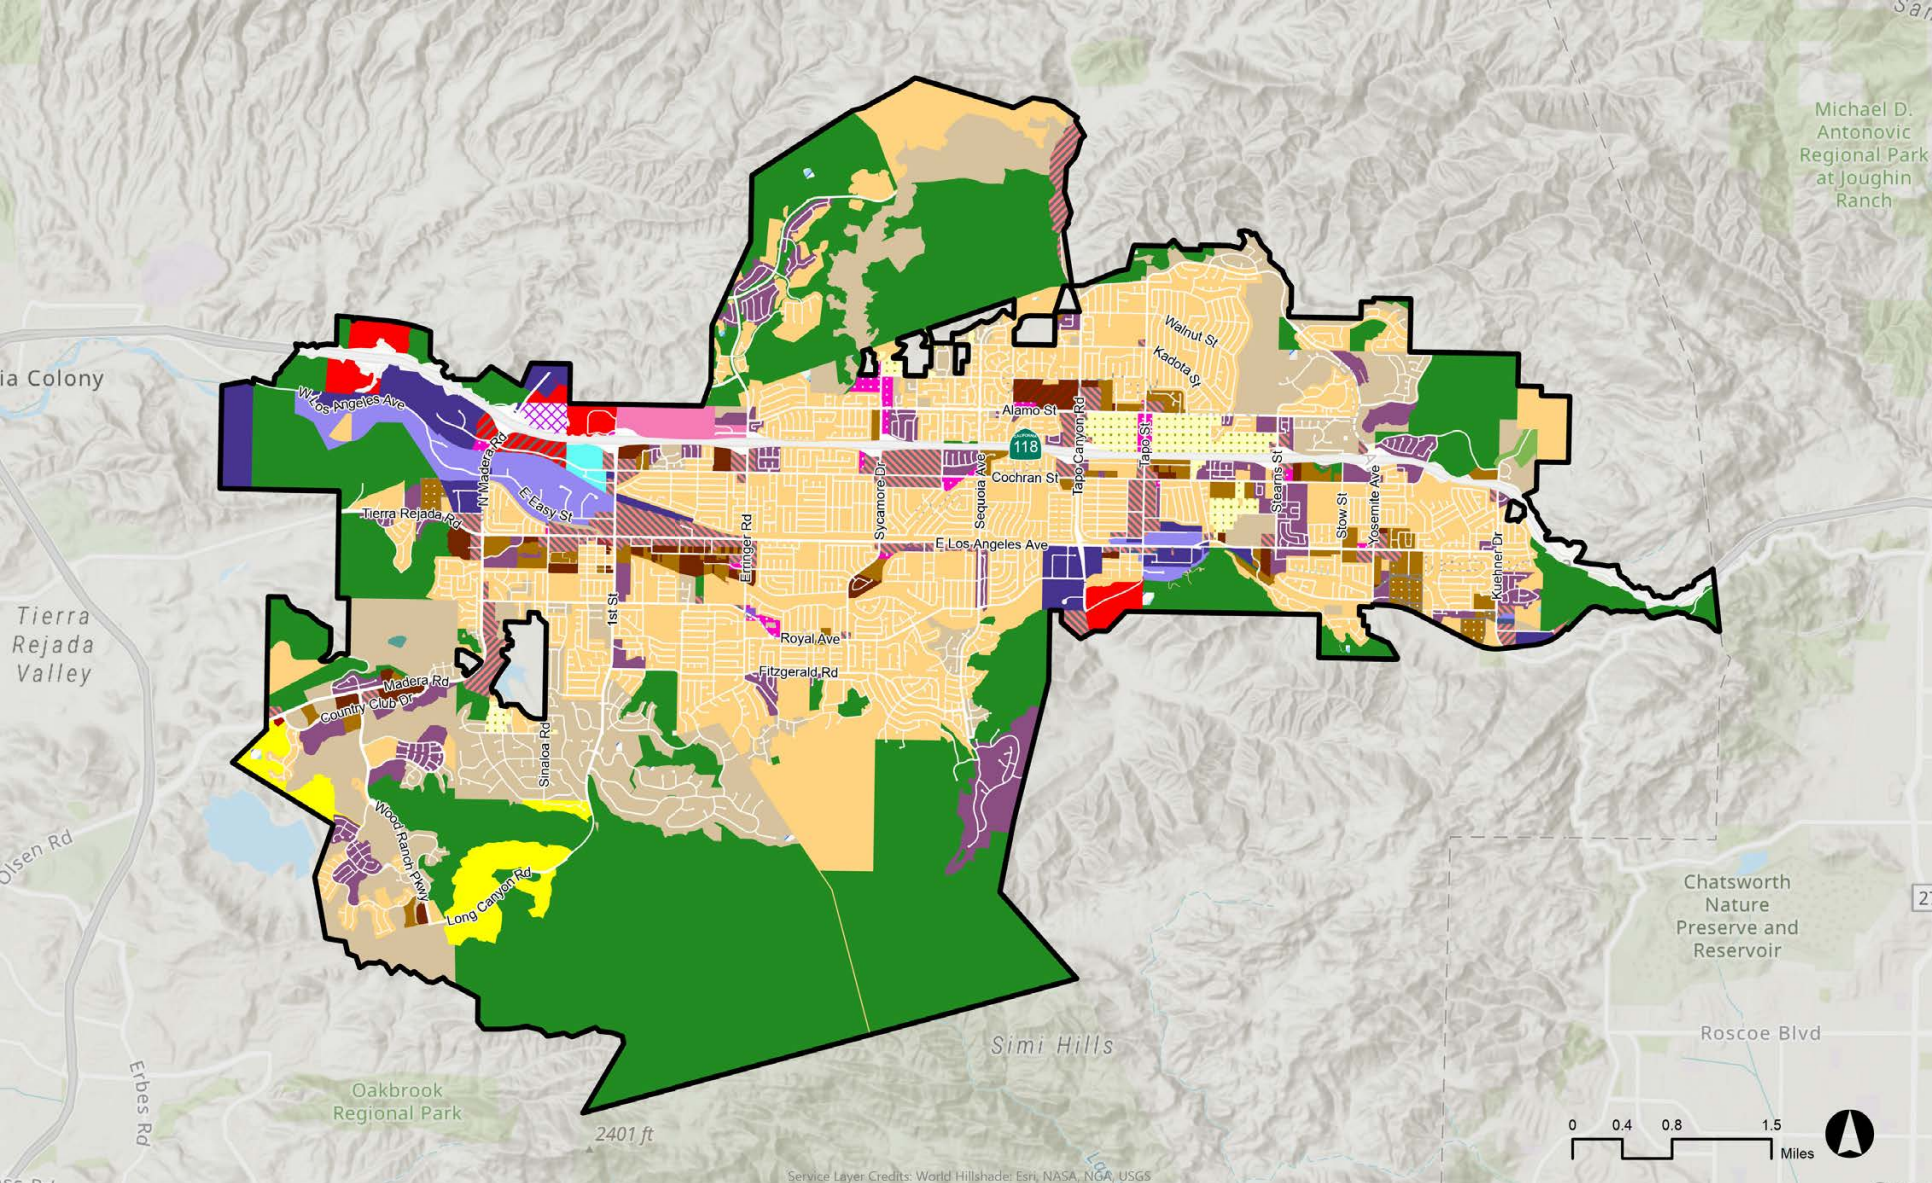 Michael D.
Antonovic
Regional Park
at Joughin
Ranch
Walnut St
Kadota St
ia Colony
W Los Angeles Ave
Alamo St
N Madera Rd
CALIFORNIA
118
Tapo Canyon Rd
Tapo St
Sycamore Dr
Sequoia Ave
Cochran St
Stearns St
Stow St
Yosemite Ave
E Easy St
Tierra Rejada Rd
Erringer Rd
E Los Angeles Ave
Kuehner Dr
1st St
Tierra
Rejada
Valley
Royal Ave
Fitzgerald Rd
Madera Rd
Country Club Dr
Sinaloa Rd
Wood Ranch Pkwy
Olsen Rd
Long Canyon Rd
Chatsworth
Nature
Preserve and
Reservoir
Roscoe Blvd
Simi Hills
Erbes Rd
Oakbrook
Regional Park
2401 ft
0 0.4 0.8 1.5
Miles
Service Layer Credits: World Hillshade: Esri, NASA, NGA, USGS